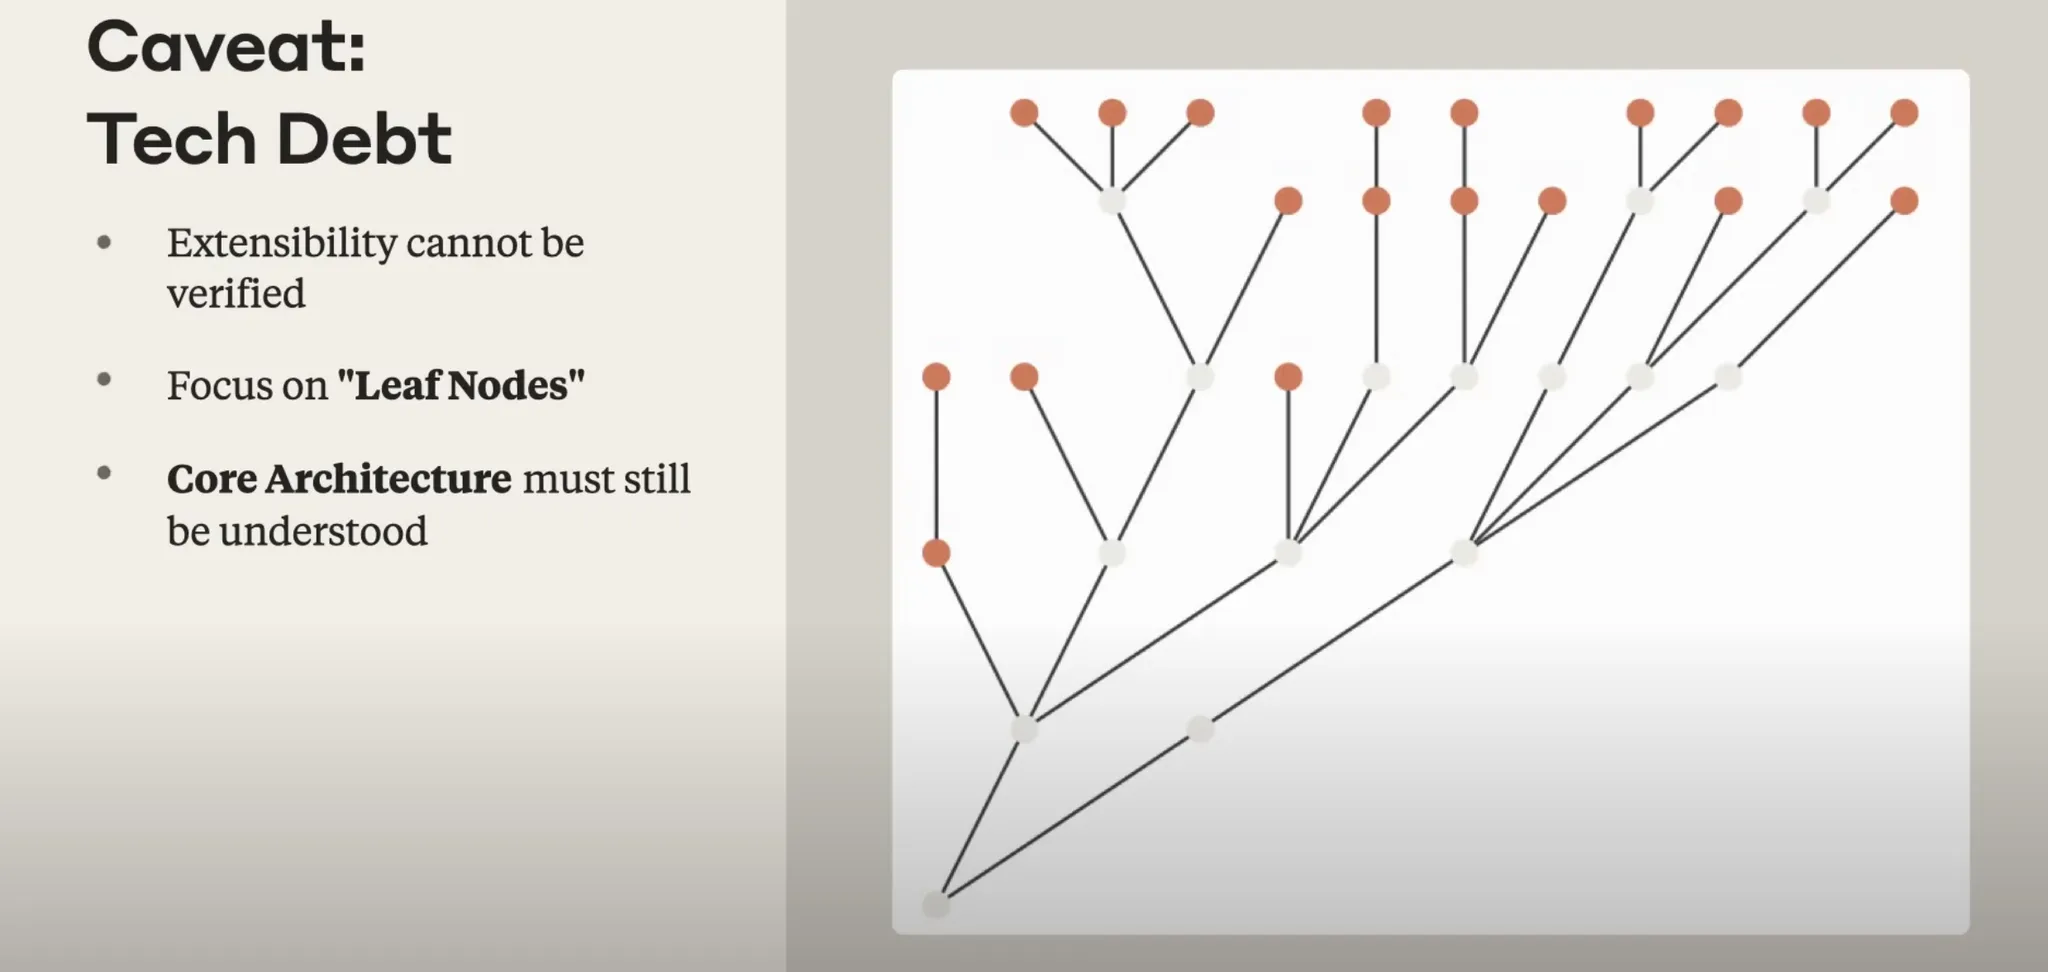 Caveat:
Tech Debt
Extensibility cannot be
verified
Focus on "Leaf Nodes"
Core Architecture must still
be understood